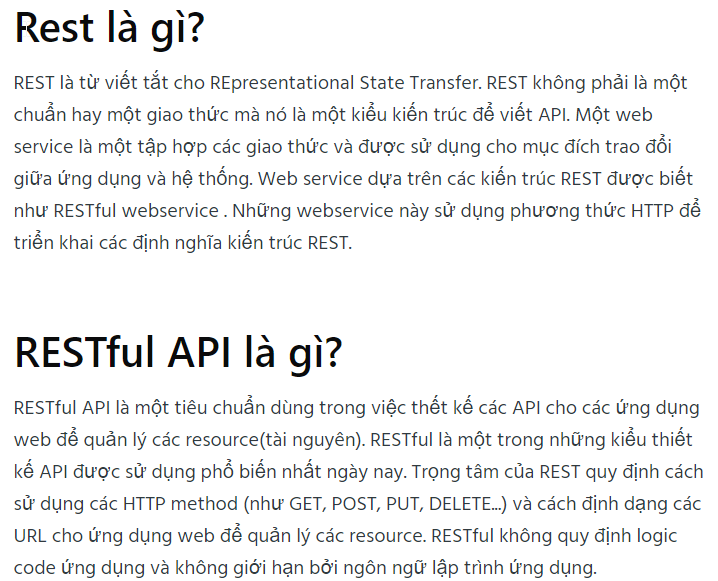 Rest là gì?
REST là từ viết tắt cho REpresentational State Transfer. REST không phải là một
chuẩn hay một giao thức mà nó là một kiểu kiến trúc để viết API. Một web
service là một tập hợp các giao thức và được sử dụng cho mục đích trao đổi
giữa ứng dụng và hệ thống. Web service dựa trên các kiến trúc REST được biết
như RESTful webservice . Những webservice này sử dụng phương thức HTTP để
triển khai các định nghĩa kiến trúc REST.
RESTful API là gì?
RESTful API là một tiêu chuẩn dùng trong việc thết kế các API cho các ứng dụng
web để quản lý các resource(tài nguyên). RESTful là một trong những kiểu thiết
kế API được sử dụng phổ biến nhất ngày nay. Trọng tâm của REST quy định cách
sử dụng các HTTP method (như GET, POST, PUT, DELETE...) và cách định dạng các
URL cho ứng dụng web để quản lý các resource. RESTful không quy định logic
code ứng dụng và không giới hạn bởi ngôn ngữ lập trình ứng dụng.